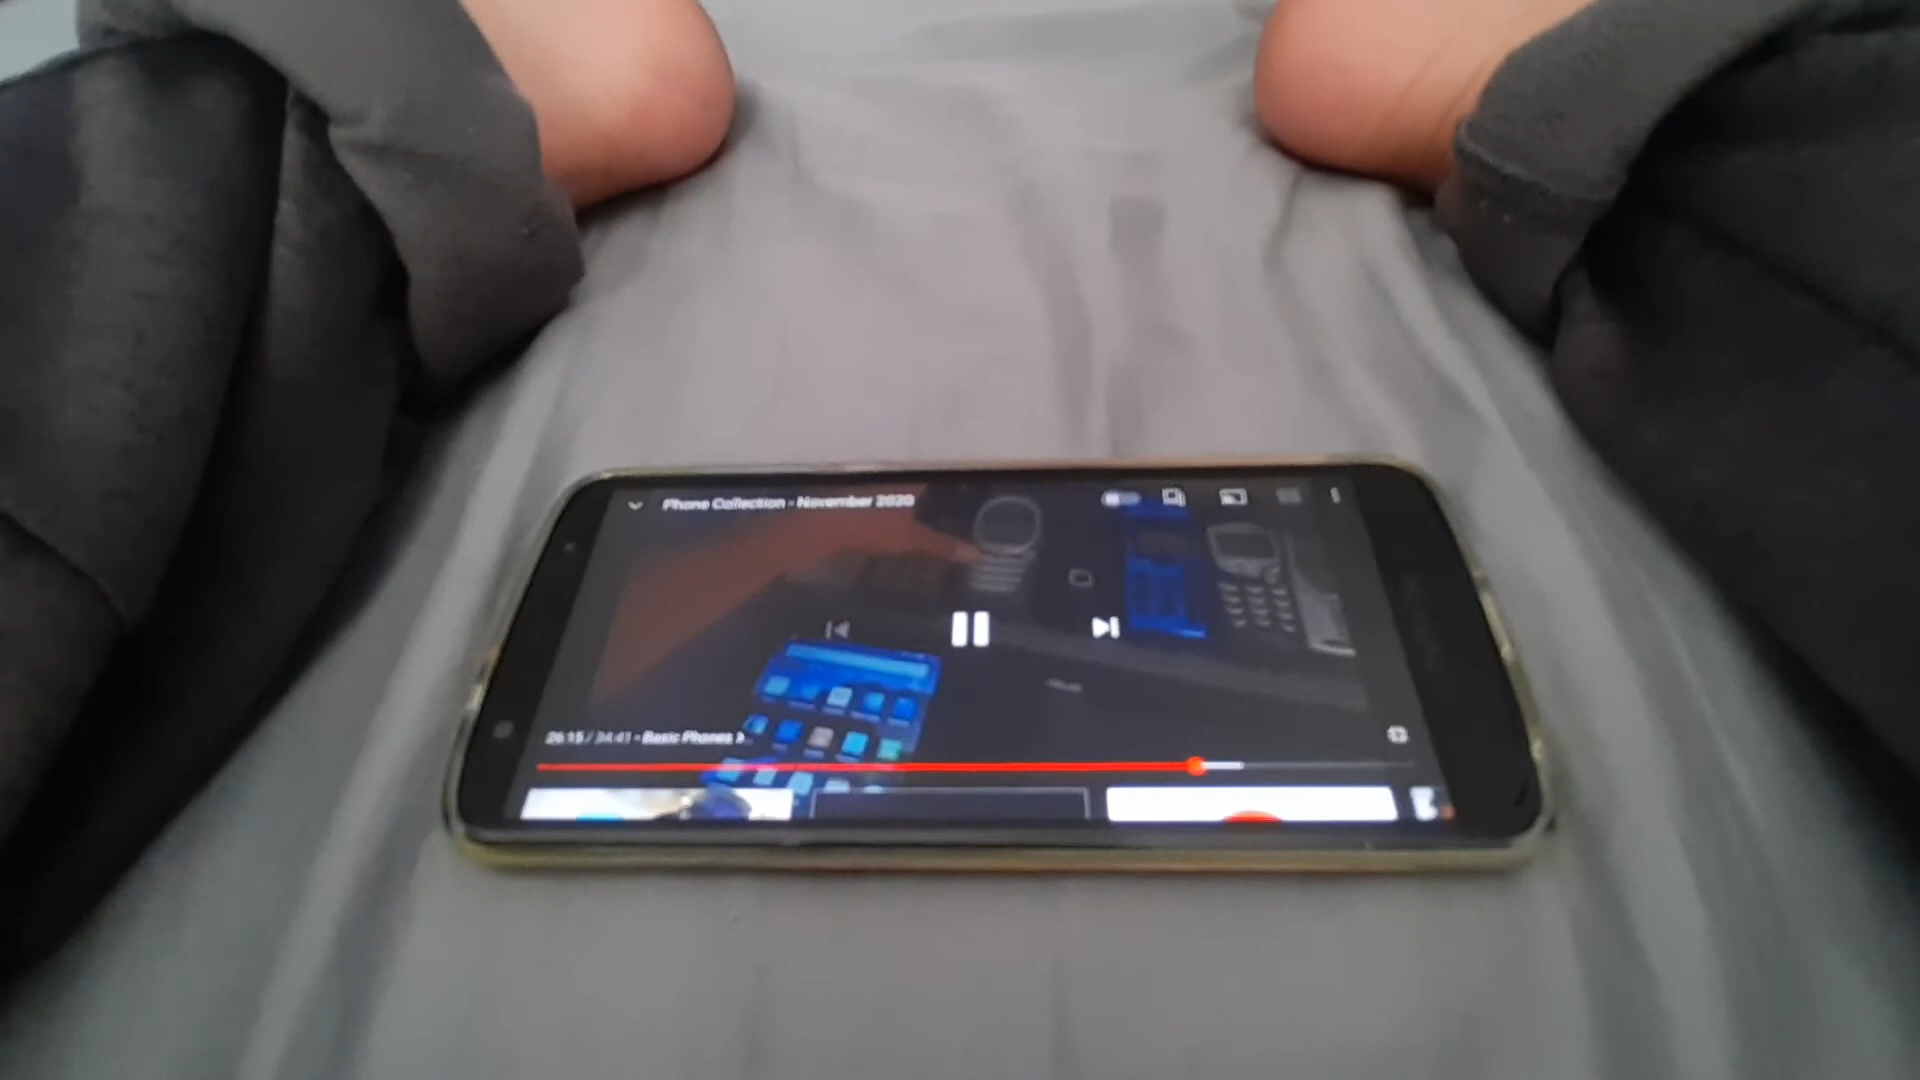 Phone Collection - November 2020
26:15 / 34:41 • Basic Phones >